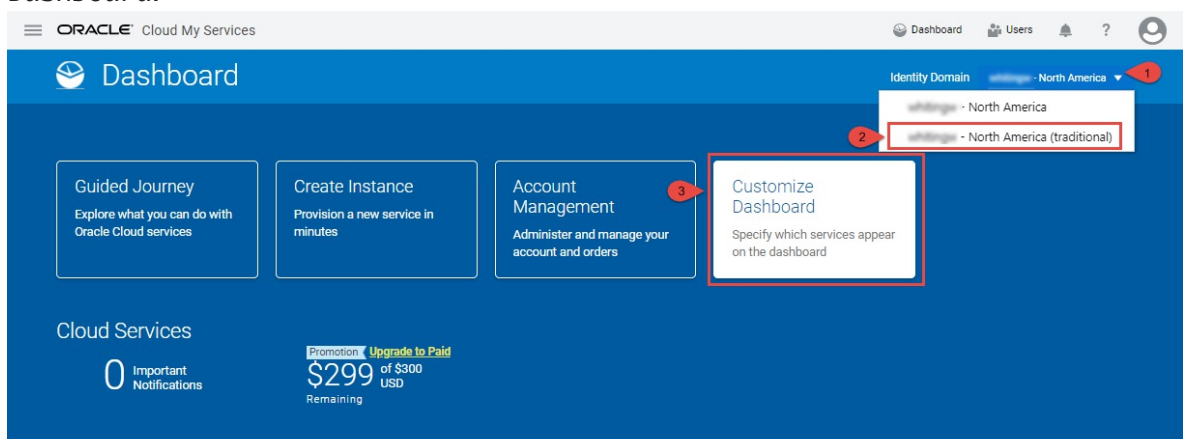 Dashboard.
ORACLE® Cloud My Services
Dashboard
Users
?
Dashboard
Identity Domain
- North America
1
- North America
2
- North America (traditional)
Guided Journey
Explore what you can do with
Oracle Cloud services
Create Instance
Provision a new service in
minutes
Account
Management
Administer and manage your
account and orders
3
Customize
Dashboard
Specify which services appear
on the dashboard
Cloud Services
0 Important
Notifications
Promotion Upgrade to Paid
$299 of $300
USD
Remaining